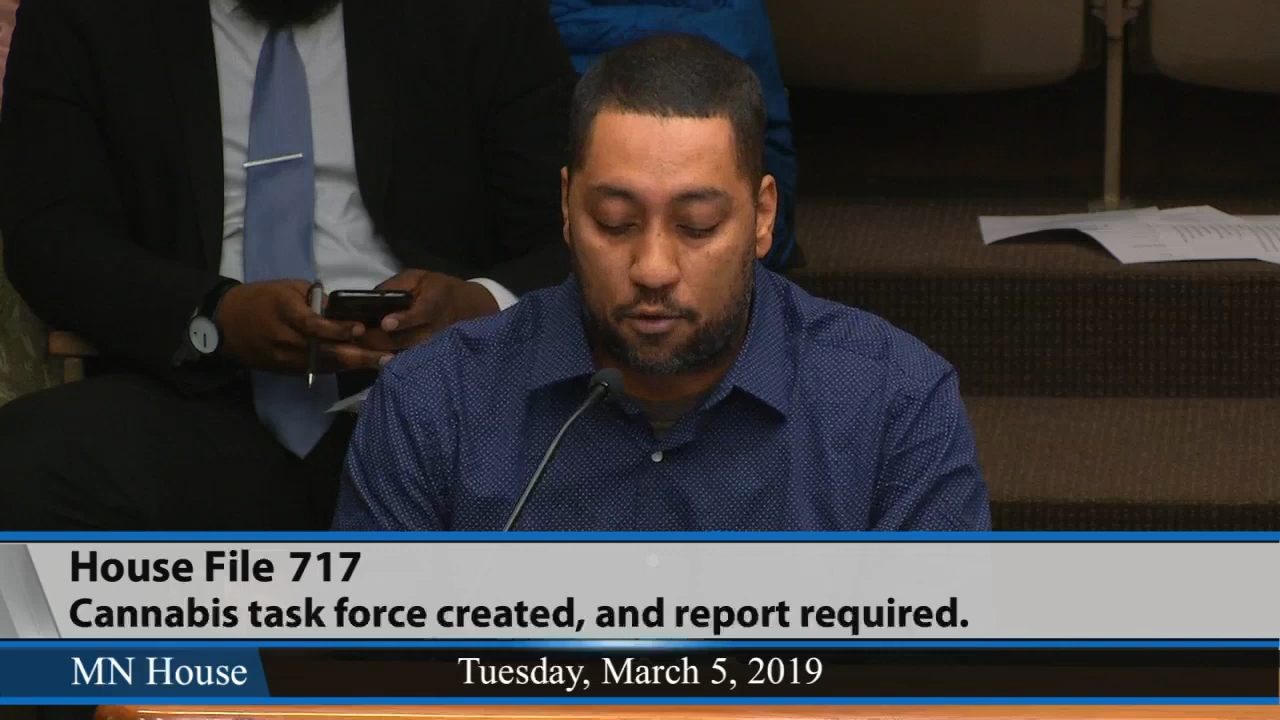 House File 717
Cannabis task force created, and report required.
MN House
Tuesday, March 5, 2019